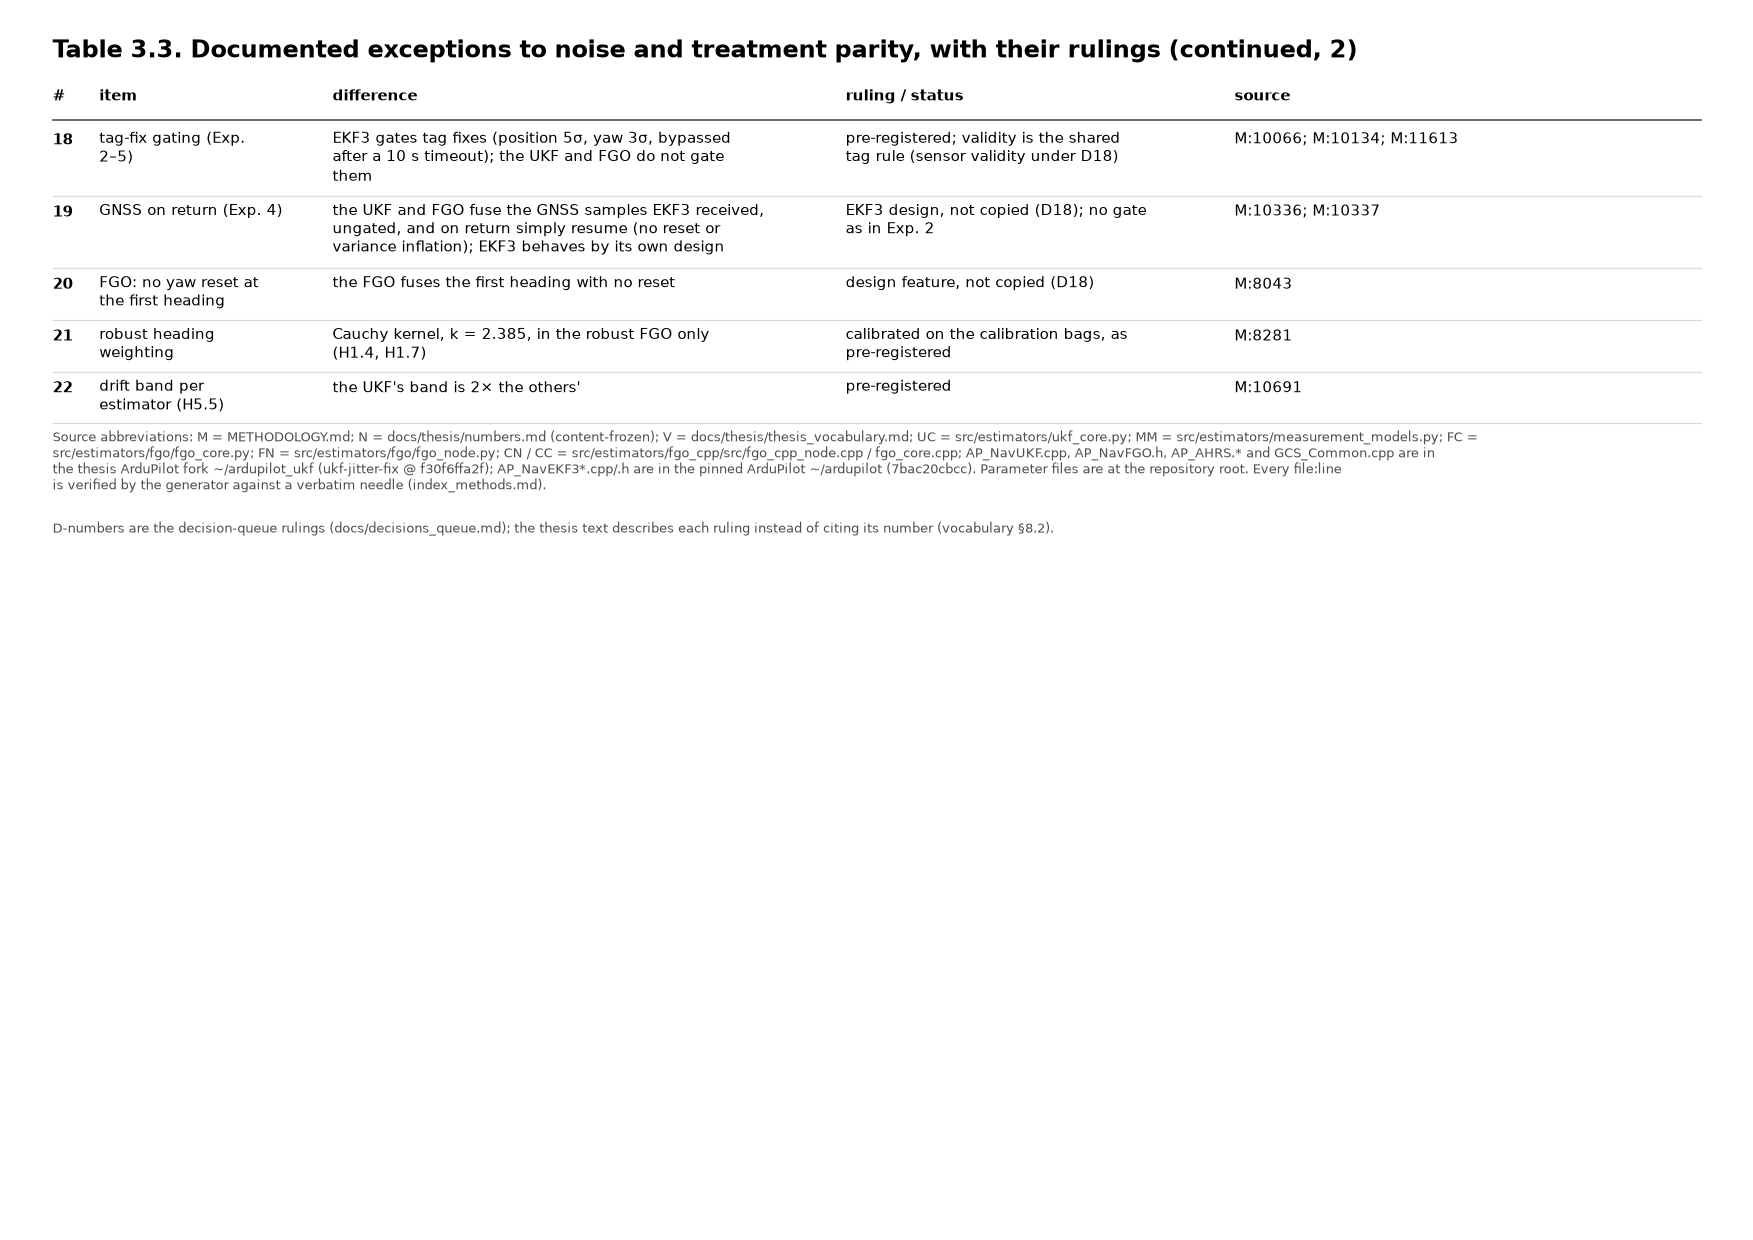 Table 3.3. Documented exceptions to noise and treatment parity, with their rulings (continued, 2)
# item difference ruling / status source
18 tag-fix gating (Exp. 2–5) EKF3 gates tag fixes (position 5σ, yaw 3σ, bypassed after a 10 s timeout); the UKF and FGO do not gate them pre-registered; validity is the shared tag rule (sensor validity under D18) M:10066; M:10134; M:11613
19 GNSS on return (Exp. 4) the UKF and FGO fuse the GNSS samples EKF3 received, ungated, and on return simply resume (no reset or variance inflation); EKF3 behaves by its own design EKF3 design, not copied (D18); no gate as in Exp. 2 M:10336; M:10337
20 FGO: no yaw reset at the first heading the FGO fuses the first heading with no reset design feature, not copied (D18) M:8043
21 robust heading weighting Cauchy kernel, k = 2.385, in the robust FGO only (H1.4, H1.7) calibrated on the calibration bags, as pre-registered M:8281
22 drift band per estimator (H5.5) the UKF's band is 2× the others' pre-registered M:10691
Source abbreviations: M = METHODOLOGY.md; N = docs/thesis/numbers.md (content-frozen); V = docs/thesis/thesis_vocabulary.md; UC = src/estimators/ukf_core.py; MM = src/estimators/measurement_models.py; FC =
src/estimators/fgo/fgo_core.py; FN = src/estimators/fgo/fgo_node.py; CN / CC = src/estimators/fgo_cpp/src/fgo_cpp_node.cpp / fgo_core.cpp; AP_NavUKF.cpp, AP_NavFGO.h, AP_AHRS.* and GCS_Common.cpp are in
the thesis ArduPilot fork ~/ardupilot_ukf (ukf-jitter-fix @ f30f6ffa2f); AP_NavEKF3*.cpp/.h are in the pinned ArduPilot ~/ardupilot (7bac20cbcc). Parameter files are at the repository root. Every file:line
is verified by the generator against a verbatim needle (index_methods.md).
D-numbers are the decision-queue rulings (docs/decisions_queue.md); the thesis text describes each ruling instead of citing its number (vocabulary §8.2).